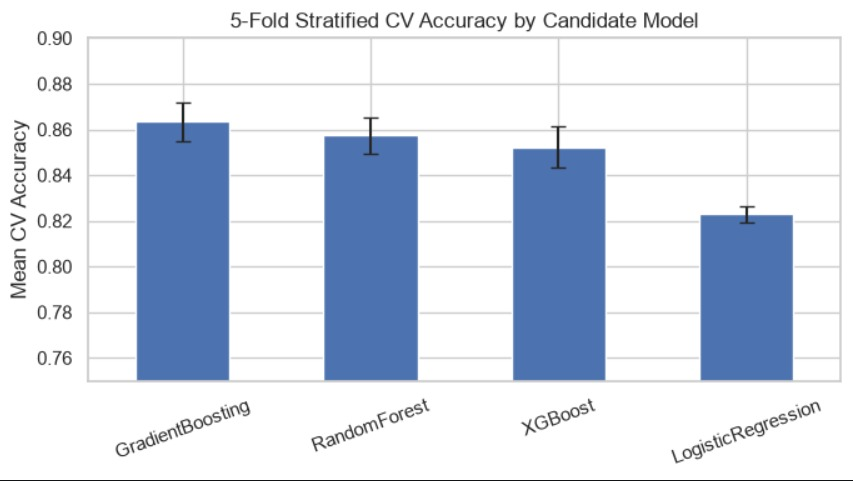 5-Fold Stratified CV Accuracy by Candidate Model
Mean CV Accuracy
0.90
0.88
0.86
0.84
0.82
0.80
0.78
0.76
GradientBoosting
RandomForest
XGBoost
LogisticRegression